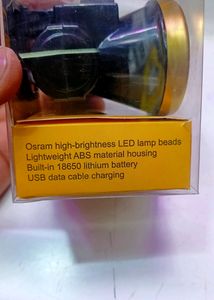 Osram high-brightness LED lamp beads
Lightweight ABS material housing
Built-in 18650 lithium battery
USB data cable charging